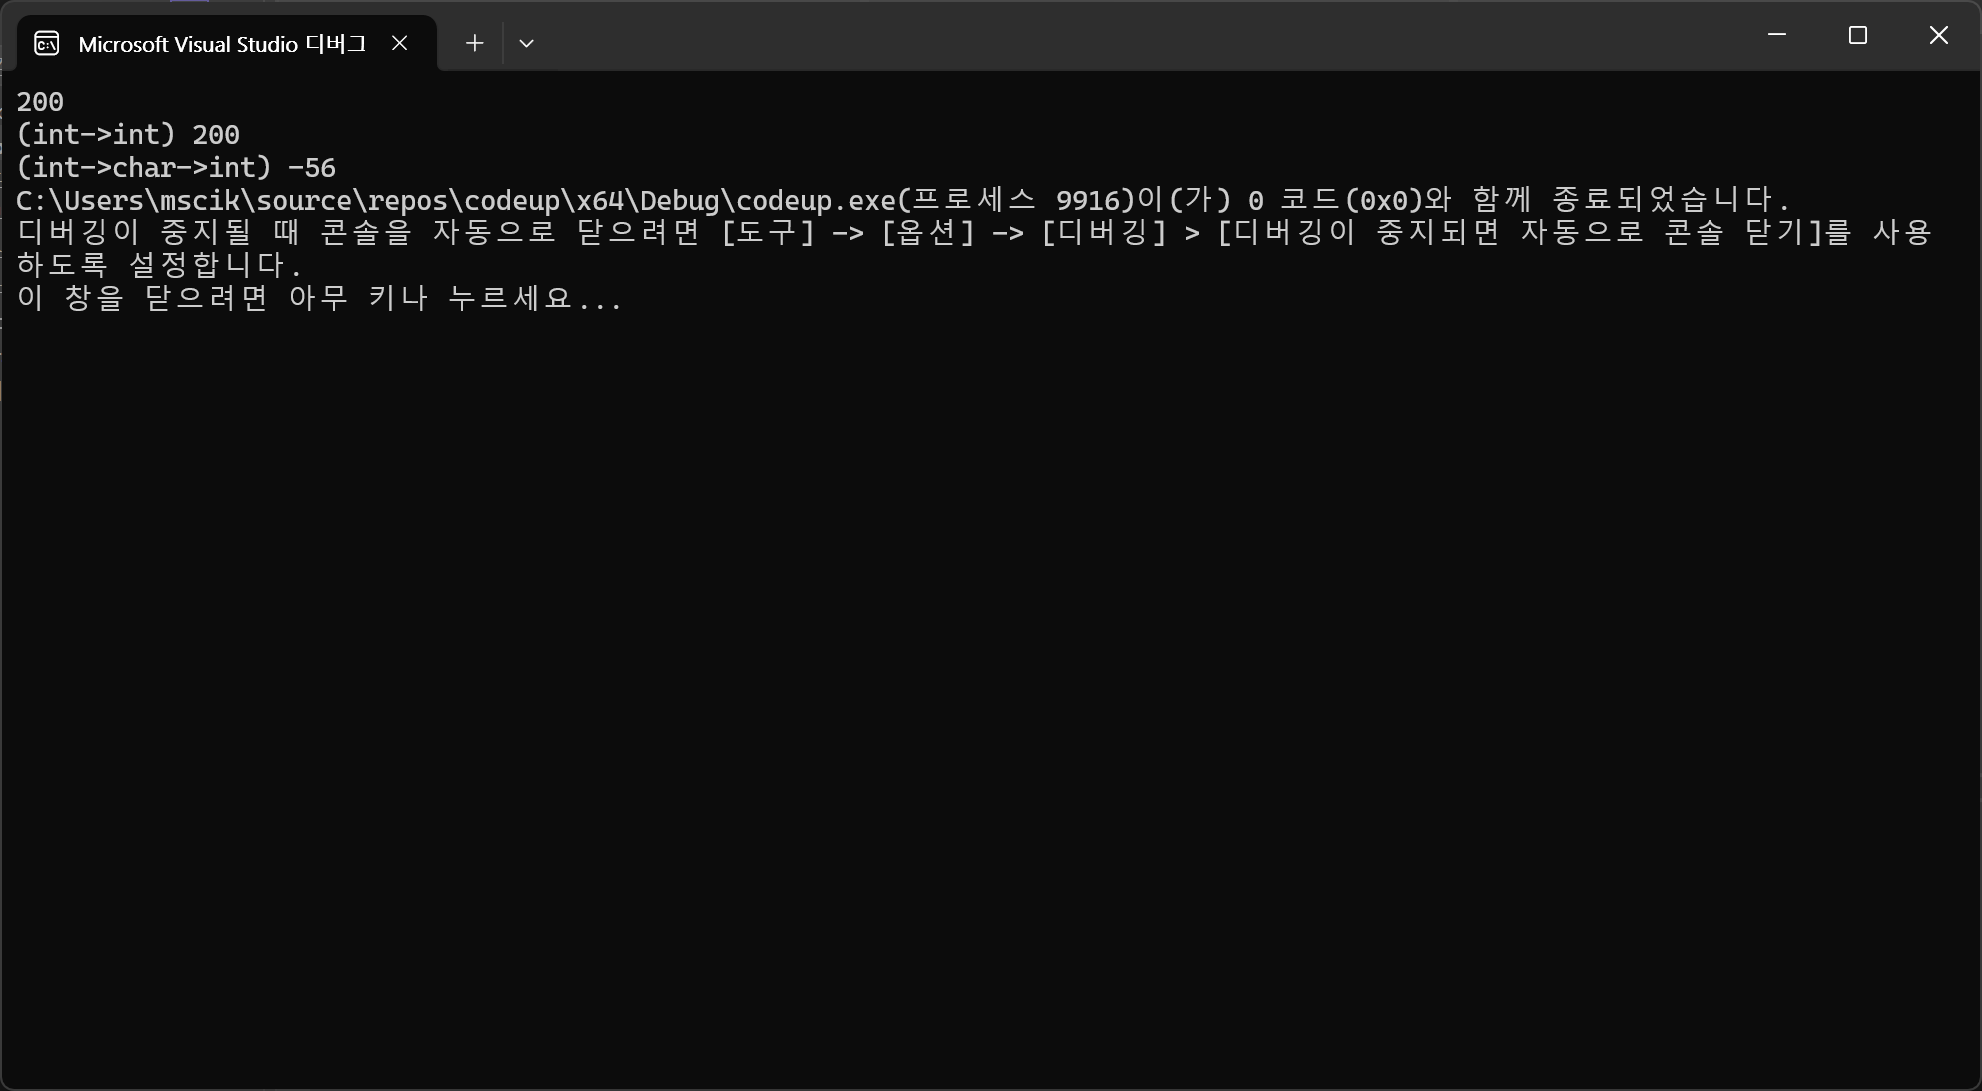 Microsoft Visual Studio 디버그
200
(int->int) 200
(int->char->int) -56
C:\Users\mscik\source\repos\codeup\x64\Debug\codeup.exe(프로세스 9916)이(가) 0 코드(0x0)와 함께 종료되었습니다.
디버깅이 중지될 때 콘솔을 자동으로 닫으려면 [도구] -> [옵션] -> [디버깅] > [디버깅이 중지되면 자동으로 콘솔 닫기]를 사용
하도록 설정합니다.
이 창을 닫으려면 아무 키나 누르세요...